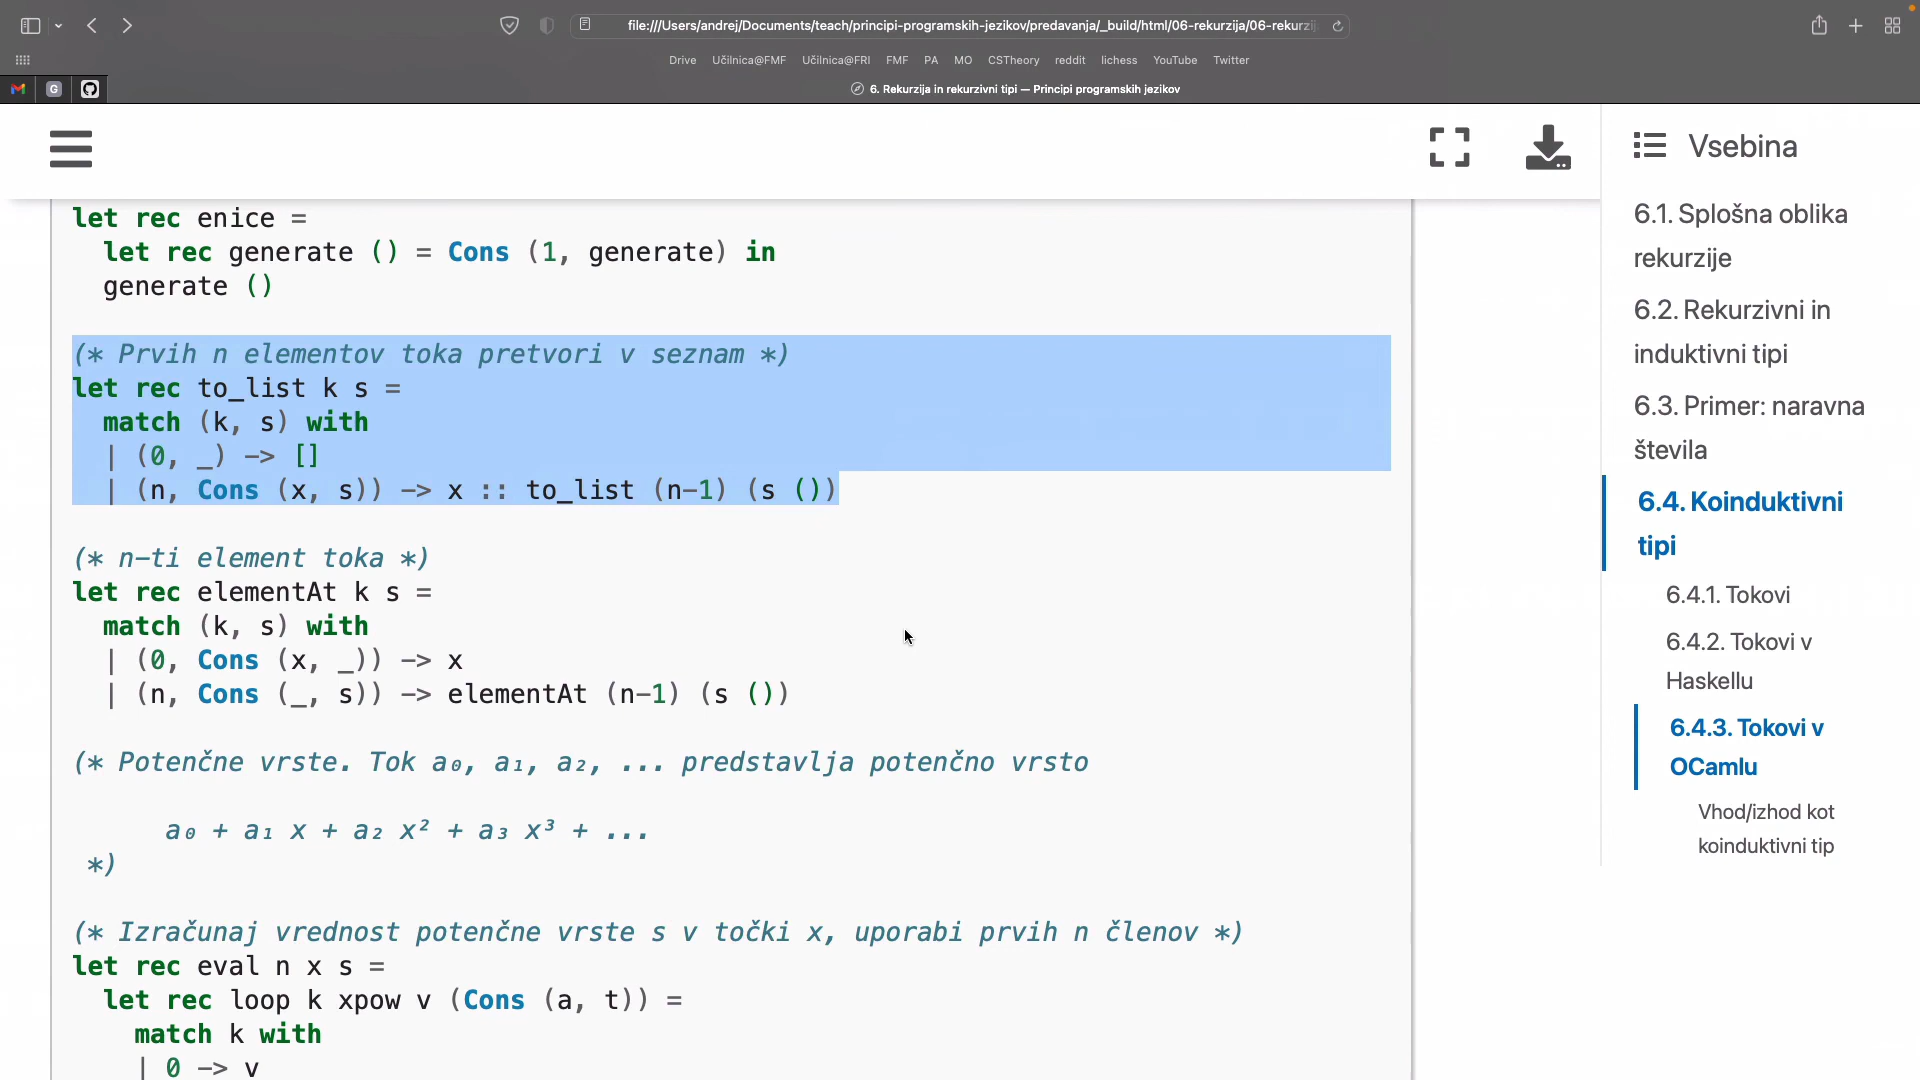 file:///Users/andrej/Documents/teach/principi-programskih-jezikov/predavanja/_build/html/06-rekurzija/06-rekurzi
Drive Učilnica@FMF Učilnica@FRI FMF PA MO CSTheory reddit lichess YouTube Twitter
G
6. Rekurzija in rekurzivni tipi — Principi programskih jezikov
let rec enice =
let rec generate () = Cons (1, generate) in
generate ()
(* Prvih n elementov toka pretvori v seznam *)
let rec to_list k s =
match (k, s) with
| (0, _) -> []
| (n, Cons (x, s)) -> x :: to_list (n-1) (s ())
(* n-ti element toka *)
let rec elementAt k s =
match (k, s) with
| (0, Cons (x, _)) -> x
| (n, Cons (_, s)) -> elementAt (n-1) (s ())
(* Potenčne vrste. Tok a₀, a₁, a₂, ... predstavlja potenčno vrsto
a₀ + a₁ x + a₂ x² + a₃ x³ + ...
*)
(* Izračunaj vrednost potenčne vrste s v točki x, uporabi prvih n členov *)
let rec eval n x s =
let rec loop k xpow v (Cons (a, t)) =
match k with
| 0 -> v
Vsebina
6.1. Splošna oblika
rekurzije
6.2. Rekurzivni in
induktivni tipi
6.3. Primer: naravna
števila
6.4. Koinduktivni
tipi
6.4.1. Tokovi
6.4.2. Tokovi v
Haskellu
6.4.3. Tokovi v
OCamlu
Vhod/izhod kot
koinduktivni tip